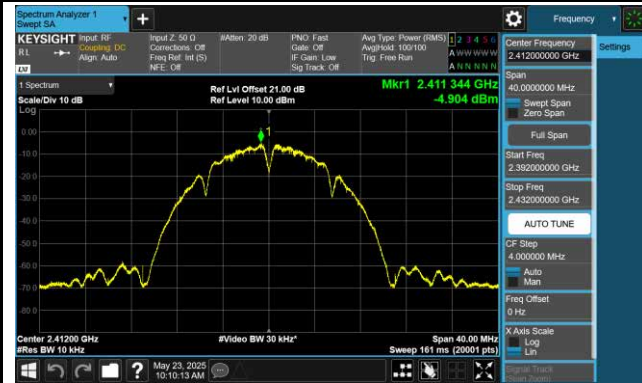 Spectrum Analyzer 1
Swept SA
Frequency
KEYSIGHT
R L
LXI
Input: RF
Coupling: DC
Align: Auto
Input Z: 50 Ω
Corrections: Off
Freq Ref: Int (S)
NFE: Off
#Atten: 20 dB
PNO: Fast
Gate: Off
IF Gain: Low
Sig Track: Off
Avg Type: Power (RMS)
Avg|Hold: 100/100
Trig: Free Run
1 2 3 4 5 6
A W W W W W
A N N N N N
1 Spectrum
Scale/Div 10 dB
Log
Ref Lvl Offset 21.00 dB
Ref Level 10.00 dBm
Mkr1 2.411 344 GHz
-4.904 dBm
1
0.00
-10.0
-20.0
-30.0
-40.0
-50.0
-60.0
-70.0
-80.0
Center 2.41200 GHz
#Res BW 10 kHz
#Video BW 30 kHz*
Span 40.00 MHz
Sweep 161 ms (20001 pts)
Center Frequency
2.412000000 GHz
Settings
Span
40.0000000 MHz
Swept Span
Zero Span
Full Span
Start Freq
2.392000000 GHz
Stop Freq
2.432000000 GHz
AUTO TUNE
CF Step
4.000000 MHz
Auto
Man
Freq Offset
0 Hz
X Axis Scale
Log
Lin
Signal Track
(Span Zoom)
May 23, 2025
10:10:13 AM